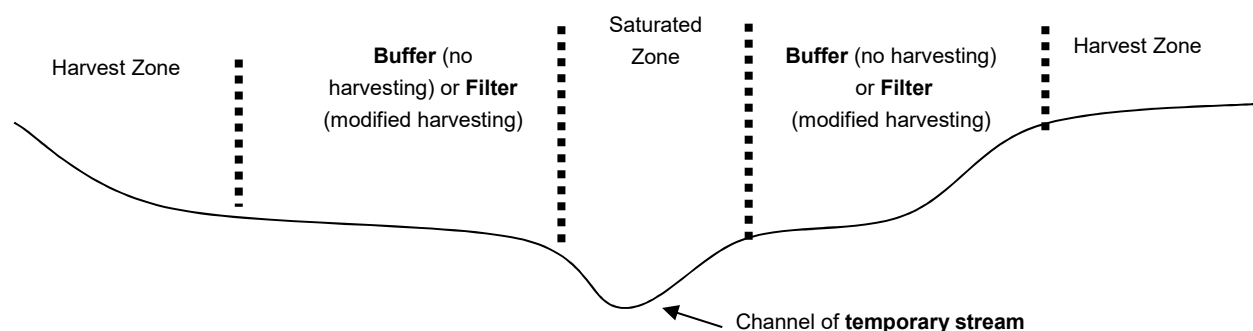 Harvest Zone
Buffer (no
harvesting) or Filter
(modified harvesting)
Saturated
Zone
Buffer (no harvesting)
or Filter
(modified harvesting)
Harvest Zone
Channel of temporary stream